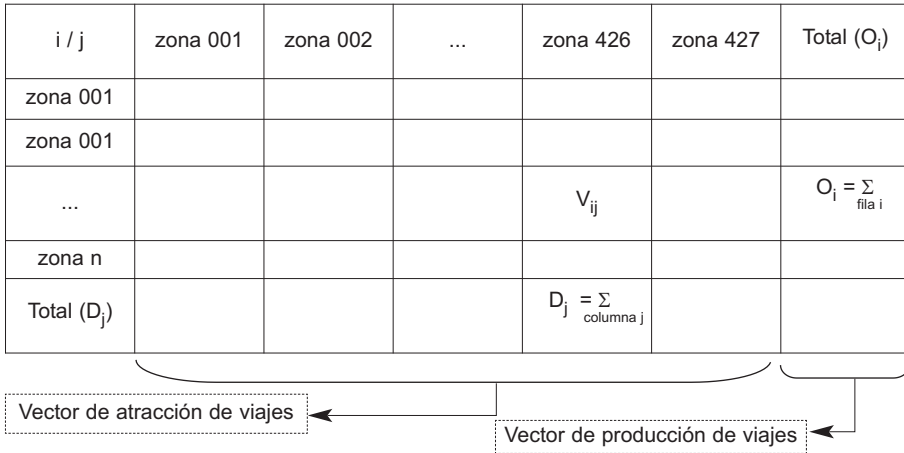 i / j zona 001 zona 002 ... zona 426 zona 427 Total (Oi)
zona 001
zona 001
... Vij Oi = Σ fila i
zona n
Total (Dj) Dj = Σ columna j
Vector de atracción de viajes
Vector de producción de viajes